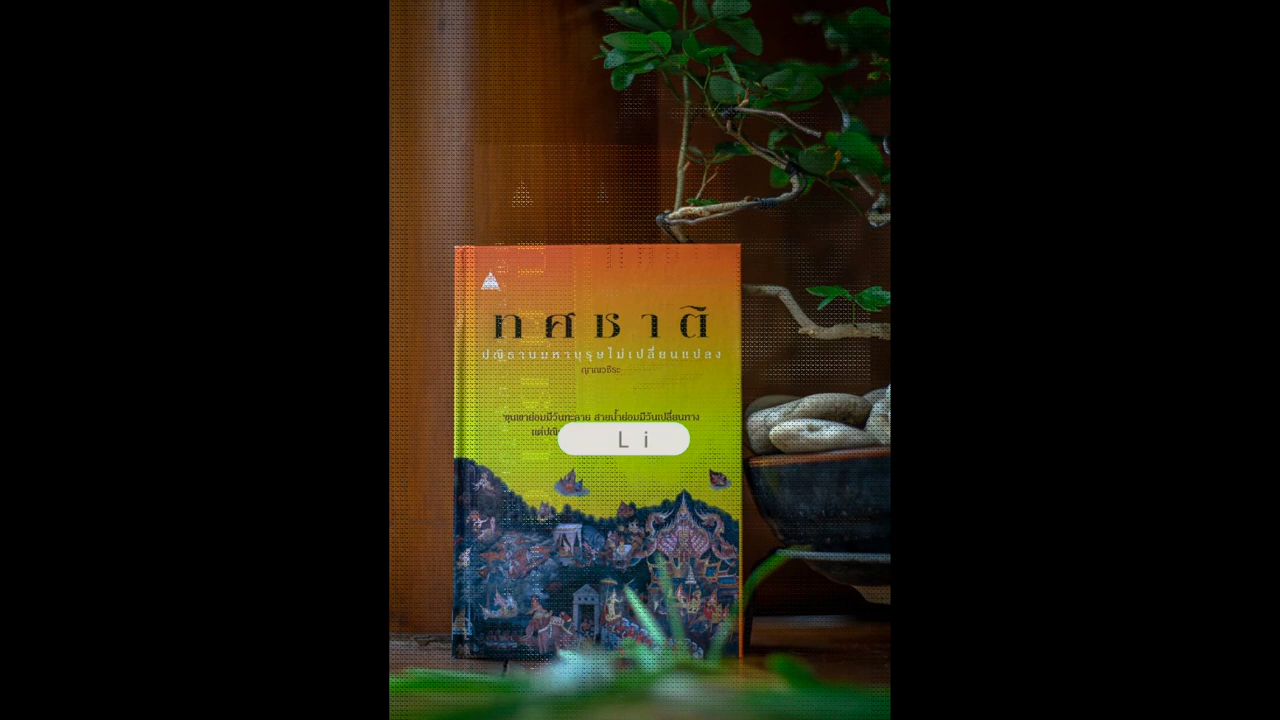 ทศชาติ
ปณิธานมหาบุรุษไม่เปลี่ยนแปลง
ญาณวชิระ
ขุนเขาย่อมมีวันทะลาย สายน้ำย่อมมีวันเปลี่ยนทาง
Li